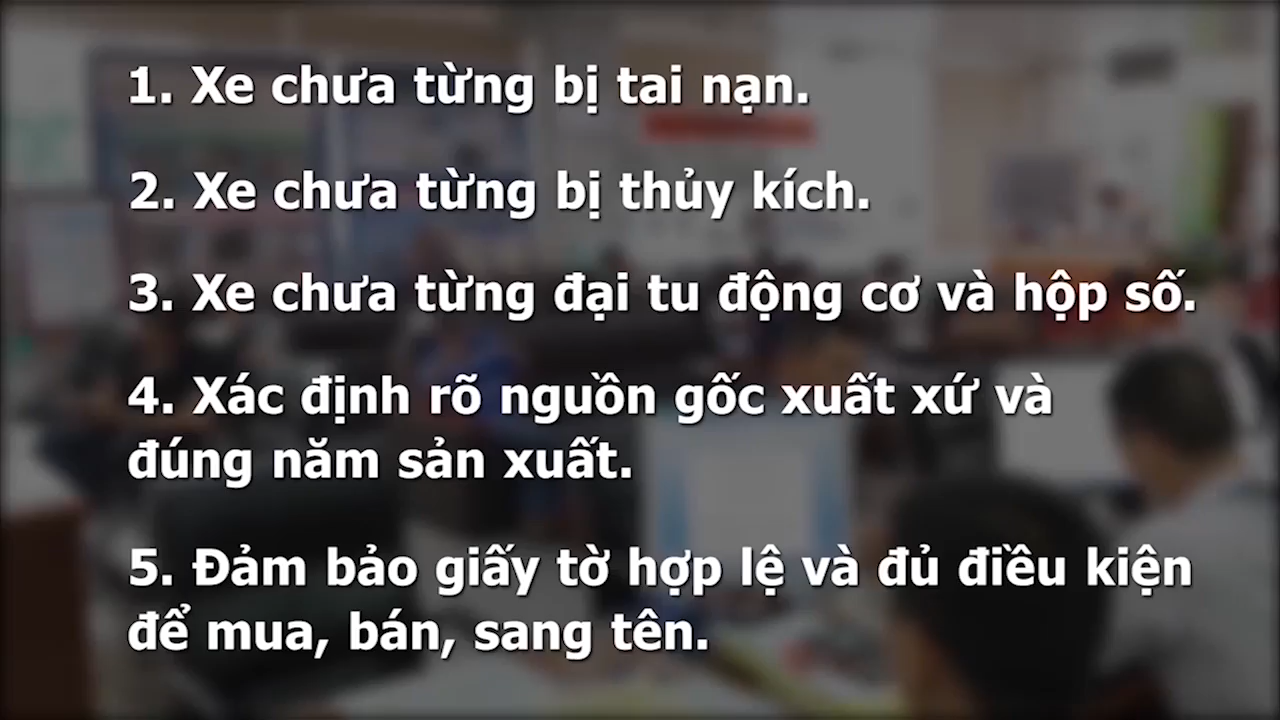 1. Xe chưa từng bị tai nạn.
2. Xe chưa từng bị thủy kích.
3. Xe chưa từng đại tu động cơ và hộp số.
4. Xác định rõ nguồn gốc xuất xứ và
đúng năm sản xuất.
5. Đảm bảo giấy tờ hợp lệ và đủ điều kiện
để mua, bán, sang tên.